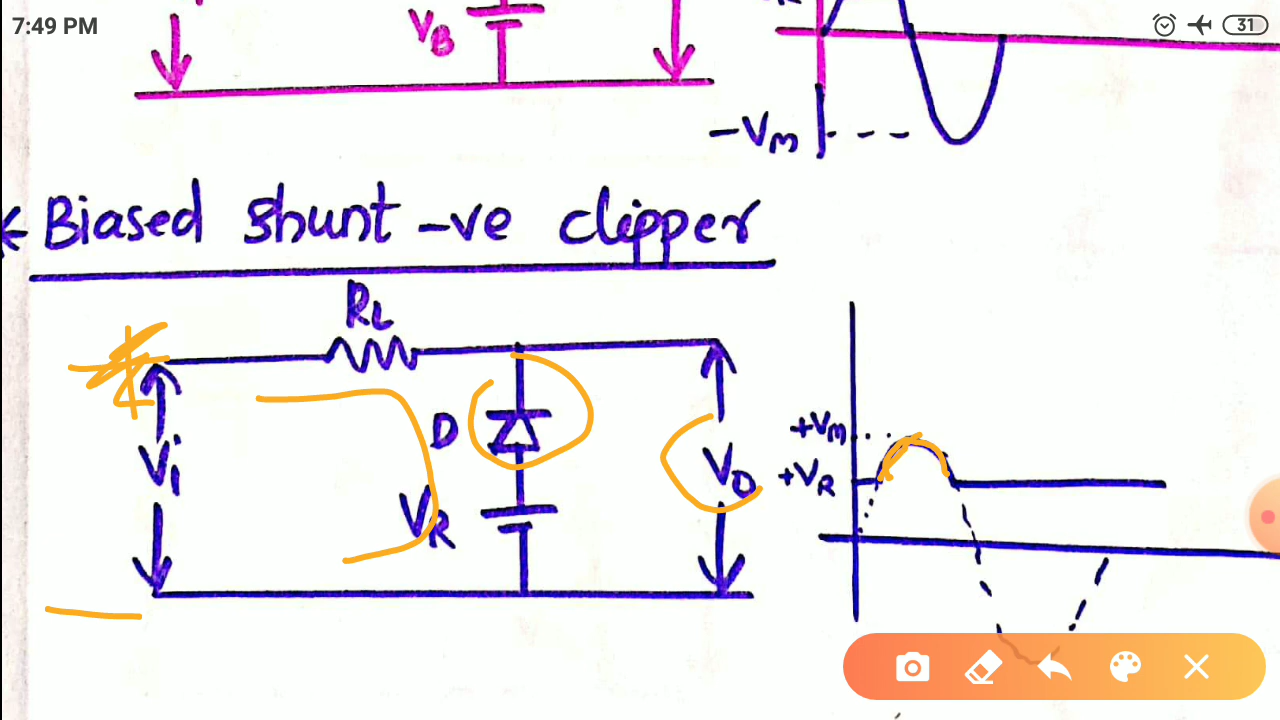 7:49 PM
31
VB
-Vm
Biased shunt -ve clipper
RL
D
Vi
VR
VO
+Vm
+VR